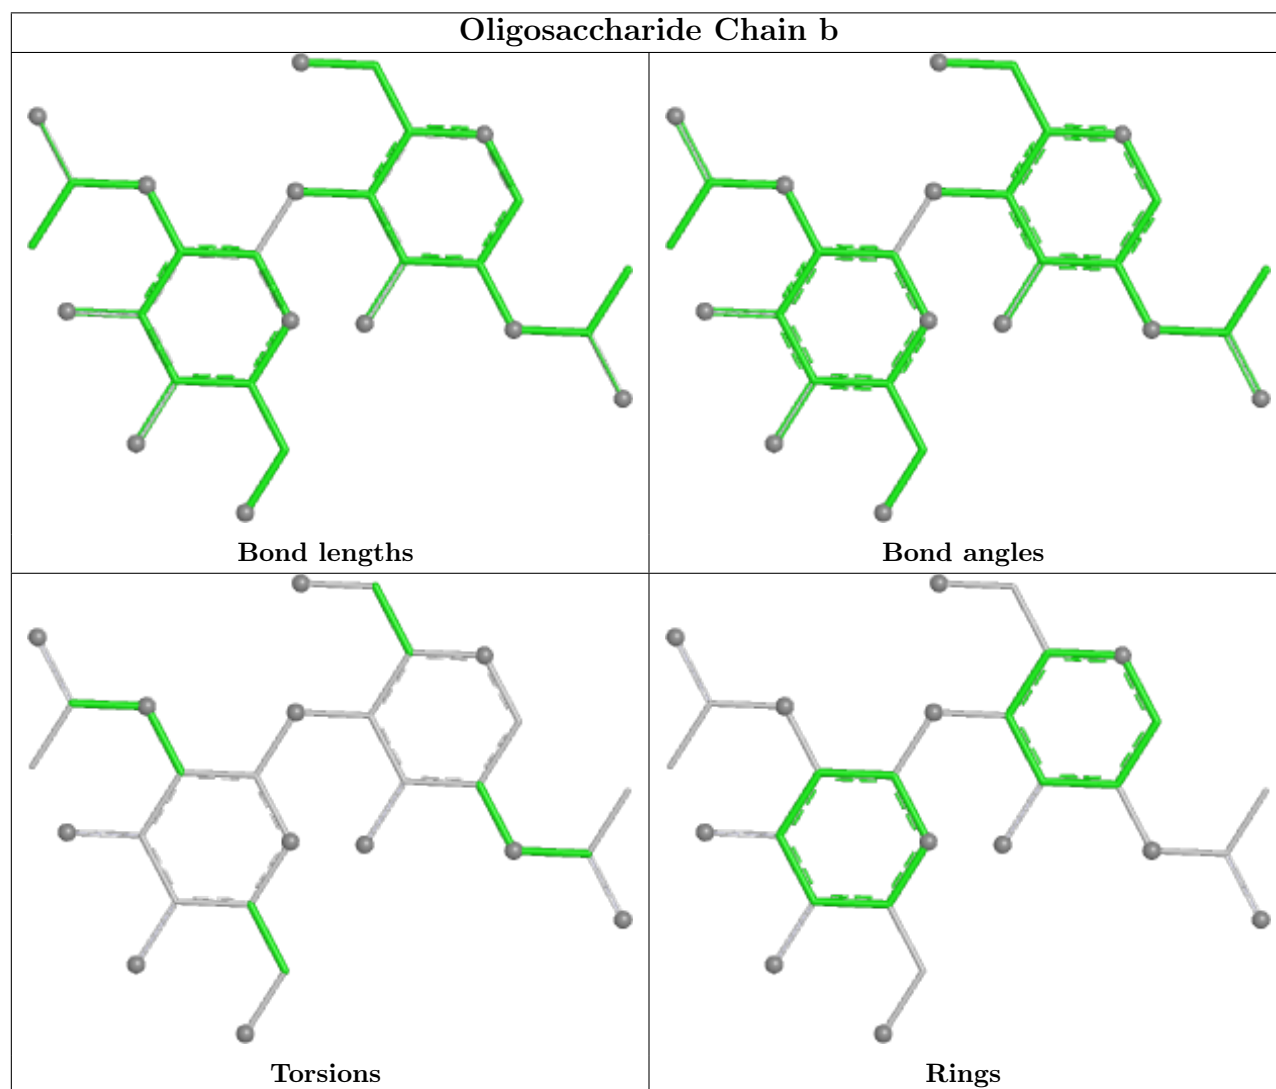 Oligosaccharide Chain b
Bond lengths
Bond angles
Torsions
Rings